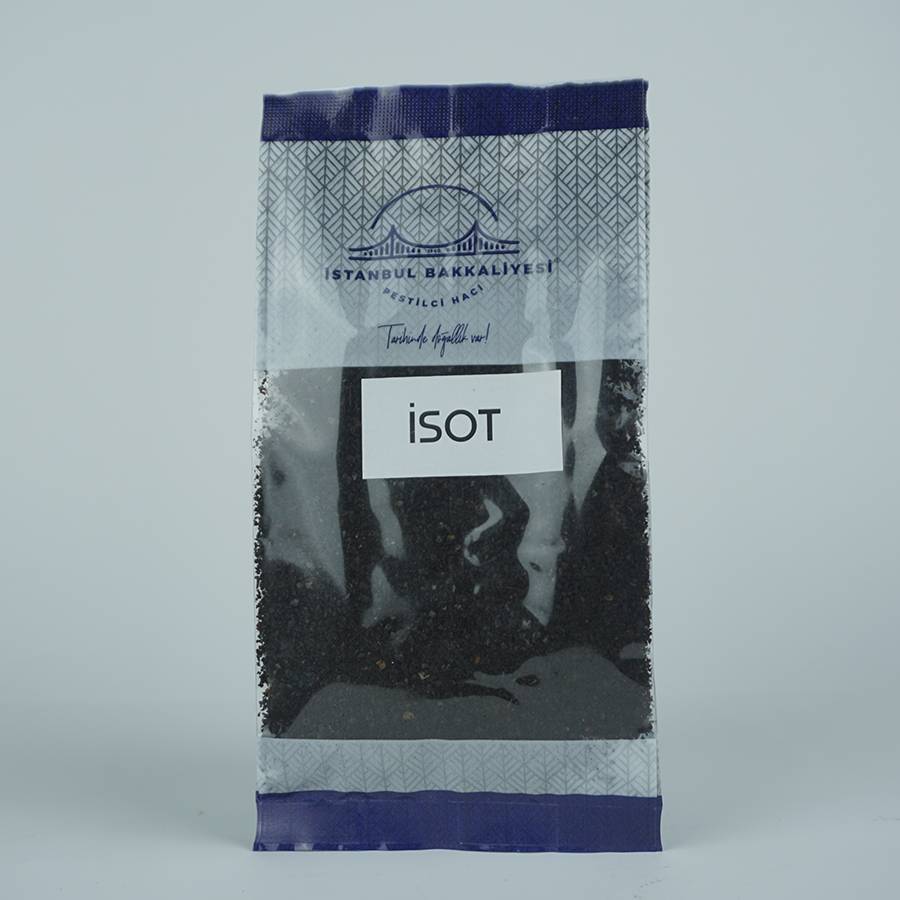 İSTANBUL BAKKALİYESİ
PESTİLCİ HACI
Tarihinde doğallık var!
İSOT